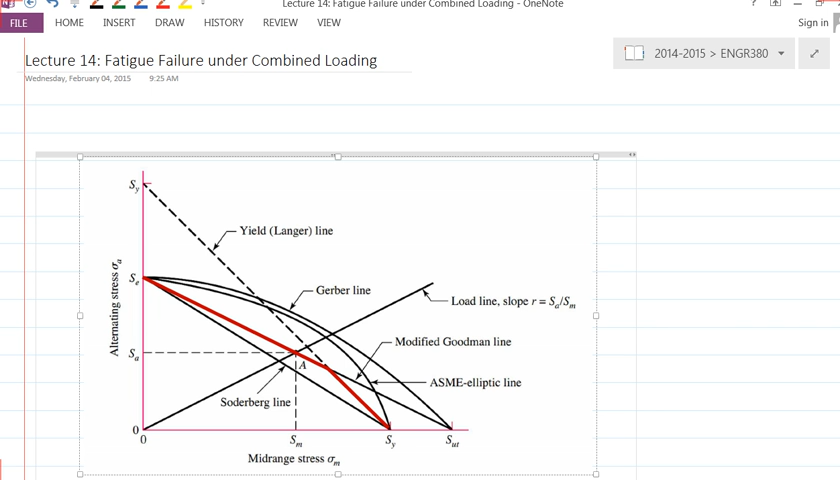 Lecture 14: Fatigue Failure under Combined Loading - OneNote
?
FILE
HOME
INSERT
DRAW
HISTORY
REVIEW
VIEW
Sign in
Lecture 14: Fatigue Failure under Combined Loading
2014-2015 > ENGR380
Wednesday, February 04, 2015
9:25 AM
Sy
Yield (Langer) line
Se
Gerber line
Load line, slope r = Sa/Sm
Alternating stress σa
Modified Goodman line
Sa
A
ASME-elliptic line
Soderberg line
0
0
Sm
Sy
Sut
Midrange stress σm